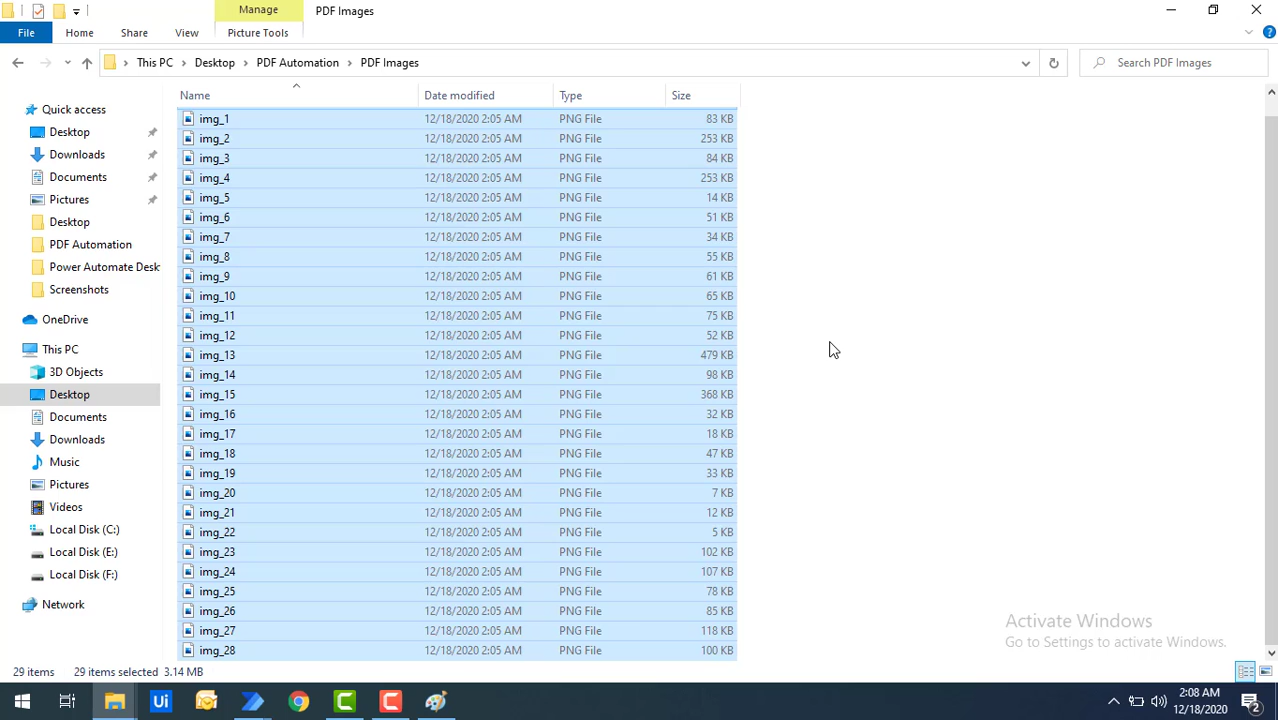 Manage PDF Images
File Home Share View Picture Tools
This PC > Desktop > PDF Automation > PDF Images Search PDF Images
Name Date modified Type Size
Quick access
Desktop
Downloads
Documents
Pictures
Desktop
PDF Automation
Power Automate Desk
Screenshots
OneDrive
This PC
3D Objects
Desktop
Documents
Downloads
Music
Pictures
Videos
Local Disk (C:)
Local Disk (E:)
Local Disk (F:)
Network
img_1 12/18/2020 2:05 AM PNG File 83 KB
img_2 12/18/2020 2:05 AM PNG File 253 KB
img_3 12/18/2020 2:05 AM PNG File 84 KB
img_4 12/18/2020 2:05 AM PNG File 253 KB
img_5 12/18/2020 2:05 AM PNG File 14 KB
img_6 12/18/2020 2:05 AM PNG File 51 KB
img_7 12/18/2020 2:05 AM PNG File 34 KB
img_8 12/18/2020 2:05 AM PNG File 55 KB
img_9 12/18/2020 2:05 AM PNG File 61 KB
img_10 12/18/2020 2:05 AM PNG File 65 KB
img_11 12/18/2020 2:05 AM PNG File 75 KB
img_12 12/18/2020 2:05 AM PNG File 52 KB
img_13 12/18/2020 2:05 AM PNG File 479 KB
img_14 12/18/2020 2:05 AM PNG File 98 KB
img_15 12/18/2020 2:05 AM PNG File 368 KB
img_16 12/18/2020 2:05 AM PNG File 32 KB
img_17 12/18/2020 2:05 AM PNG File 18 KB
img_18 12/18/2020 2:05 AM PNG File 47 KB
img_19 12/18/2020 2:05 AM PNG File 33 KB
img_20 12/18/2020 2:05 AM PNG File 7 KB
img_21 12/18/2020 2:05 AM PNG File 12 KB
img_22 12/18/2020 2:05 AM PNG File 5 KB
img_23 12/18/2020 2:05 AM PNG File 102 KB
img_24 12/18/2020 2:05 AM PNG File 107 KB
img_25 12/18/2020 2:05 AM PNG File 78 KB
img_26 12/18/2020 2:05 AM PNG File 85 KB
img_27 12/18/2020 2:05 AM PNG File 118 KB
img_28 12/18/2020 2:05 AM PNG File 100 KB
Activate Windows
Go to Settings to activate Windows.
29 items 29 items selected 3.14 MB
Ui
2:08 AM
12/18/2020
2